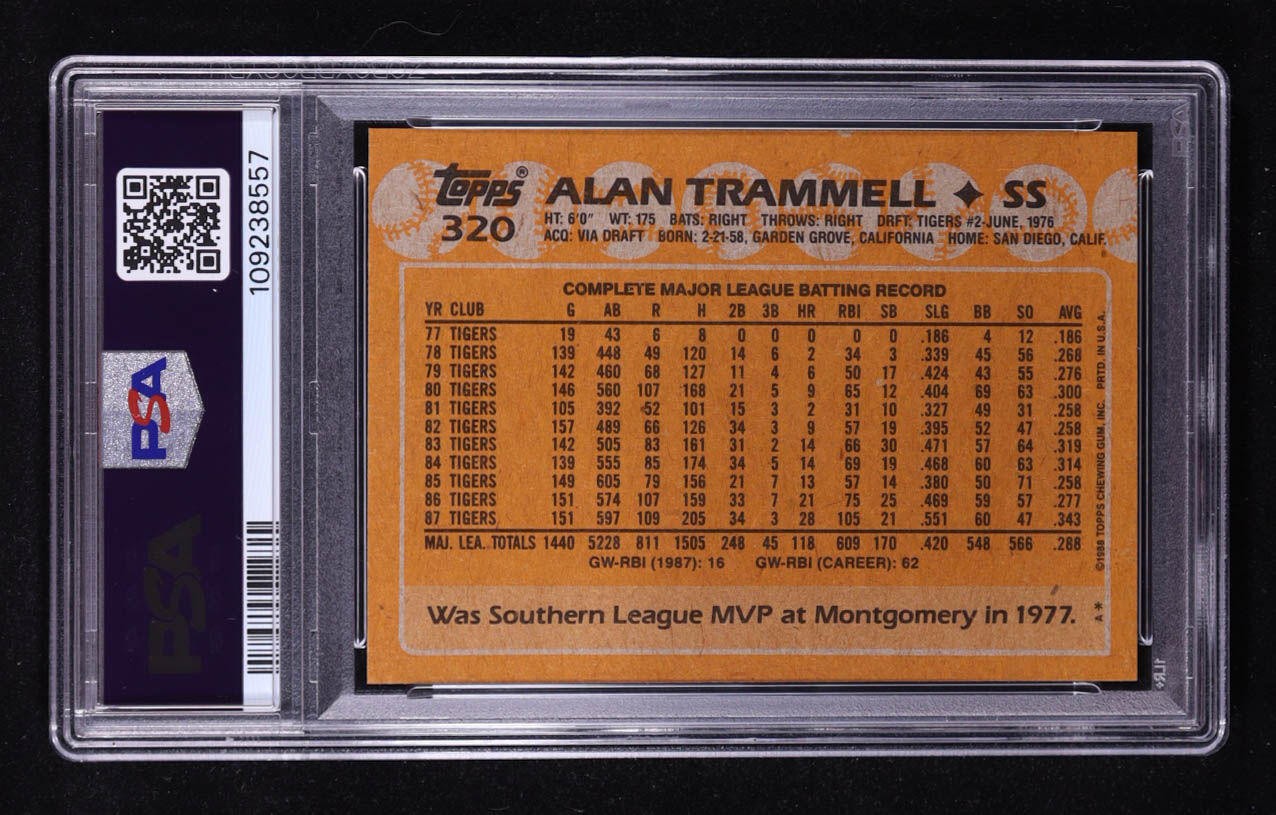 topps® ALAN TRAMMELL ✦ SS
320 HT: 6'0" WT: 175 BATS: RIGHT THROWS: RIGHT DRFT: TIGERS #2-JUNE, 1976
ACQ: VIA DRAFT BORN: 2-21-58, GARDEN GROVE, CALIFORNIA HOME: SAN DIEGO, CALIF.
COMPLETE MAJOR LEAGUE BATTING RECORD
YR CLUB G AB R H 2B 3B HR RBI SB SLG BB SO AVG
77 TIGERS 19 43 6 8 0 0 0 0 0 .186 4 12 .186
78 TIGERS 139 448 49 120 14 6 2 34 3 .339 45 56 .268
79 TIGERS 142 460 68 127 11 4 6 50 17 .424 43 55 .276
80 TIGERS 146 560 107 168 21 5 9 65 12 .404 69 63 .300
81 TIGERS 105 392 52 101 15 3 2 31 10 .327 49 31 .258
82 TIGERS 157 489 66 126 34 3 9 57 19 .395 52 47 .258
83 TIGERS 142 505 83 161 31 2 14 66 30 .471 57 64 .319
84 TIGERS 139 555 85 174 34 5 14 69 19 .468 60 63 .314
85 TIGERS 149 605 79 156 21 7 13 57 14 .380 50 71 .258
86 TIGERS 151 574 107 159 33 7 21 75 25 .469 59 57 .277
87 TIGERS 151 597 109 205 34 3 28 105 21 .551 60 47 .343
MAJ. LEA. TOTALS 1440 5228 811 1505 248 45 118 609 170 .420 548 566 .288
GW-RBI (1987): 16 GW-RBI (CAREER): 62
Was Southern League MVP at Montgomery in 1977.
©1988 TOPPS CHEWING GUM, INC. PRTD. IN U.S.A.
A*
109238557
PSA
PSA
PSA